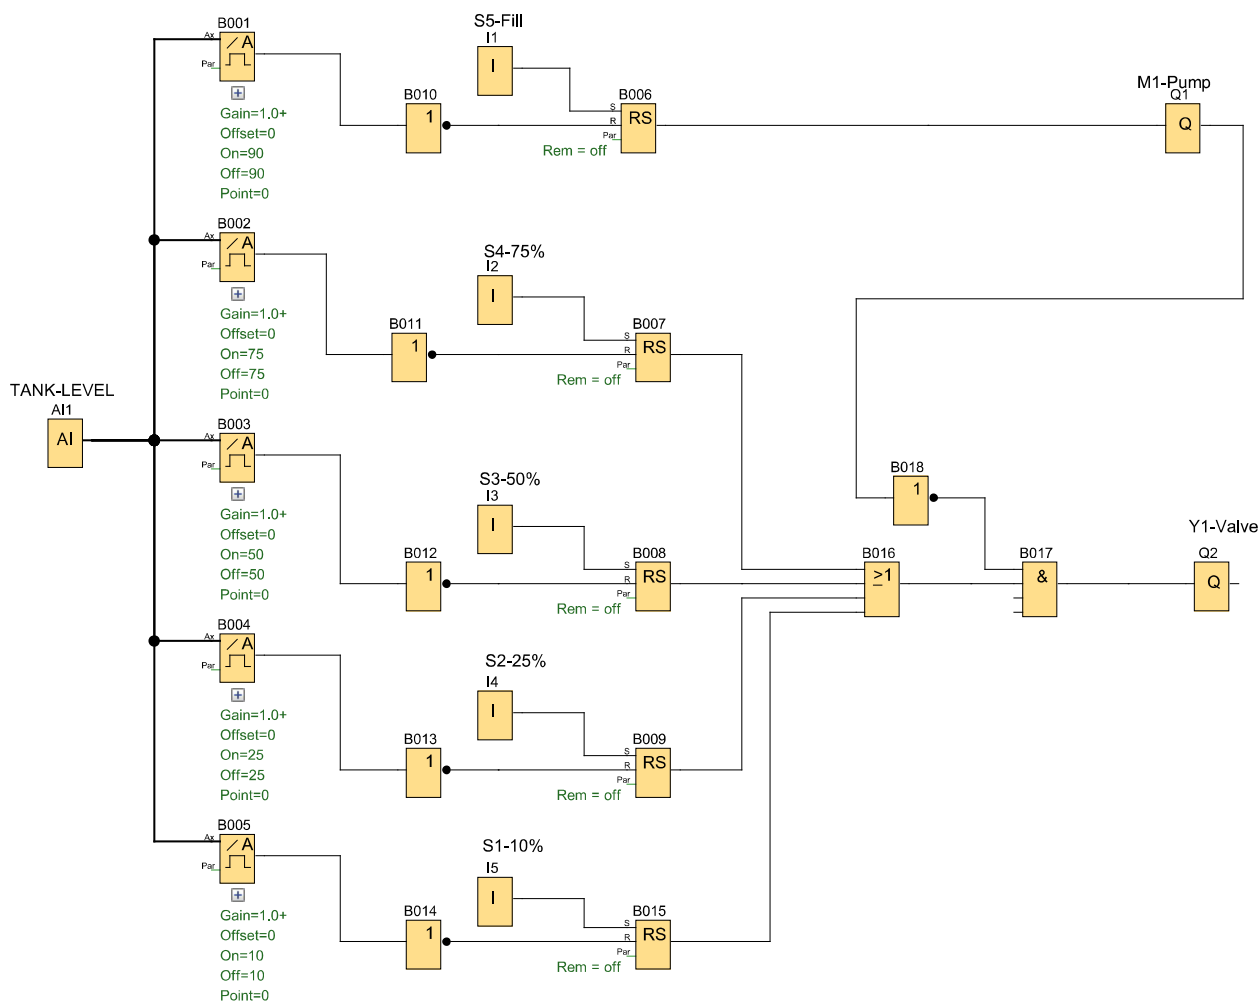 B001
Ax
Par
A
Gain=1.0+
Offset=0
On=90
Off=90
Point=0
B010
1
S5-Fill
I1
I
B006
S
R
Par
RS
Rem = off
M1-Pump
Q1
Q
B002
Ax
Par
A
Gain=1.0+
Offset=0
On=75
Off=75
Point=0
B011
1
S4-75%
I2
I
B007
S
R
Par
RS
Rem = off
TANK-LEVEL
AI1
AI
B003
Ax
Par
A
Gain=1.0+
Offset=0
On=50
Off=50
Point=0
B012
1
S3-50%
I3
I
B008
S
R
Par
RS
Rem = off
B018
1
B016
>1
B017
&
Y1-Valve
Q2
Q
B004
Ax
Par
A
Gain=1.0+
Offset=0
On=25
Off=25
Point=0
B013
1
S2-25%
I4
I
B009
S
R
Par
RS
Rem = off
B005
Ax
Par
A
Gain=1.0+
Offset=0
On=10
Off=10
Point=0
B014
1
S1-10%
I5
I
B015
S
R
Par
RS
Rem = off